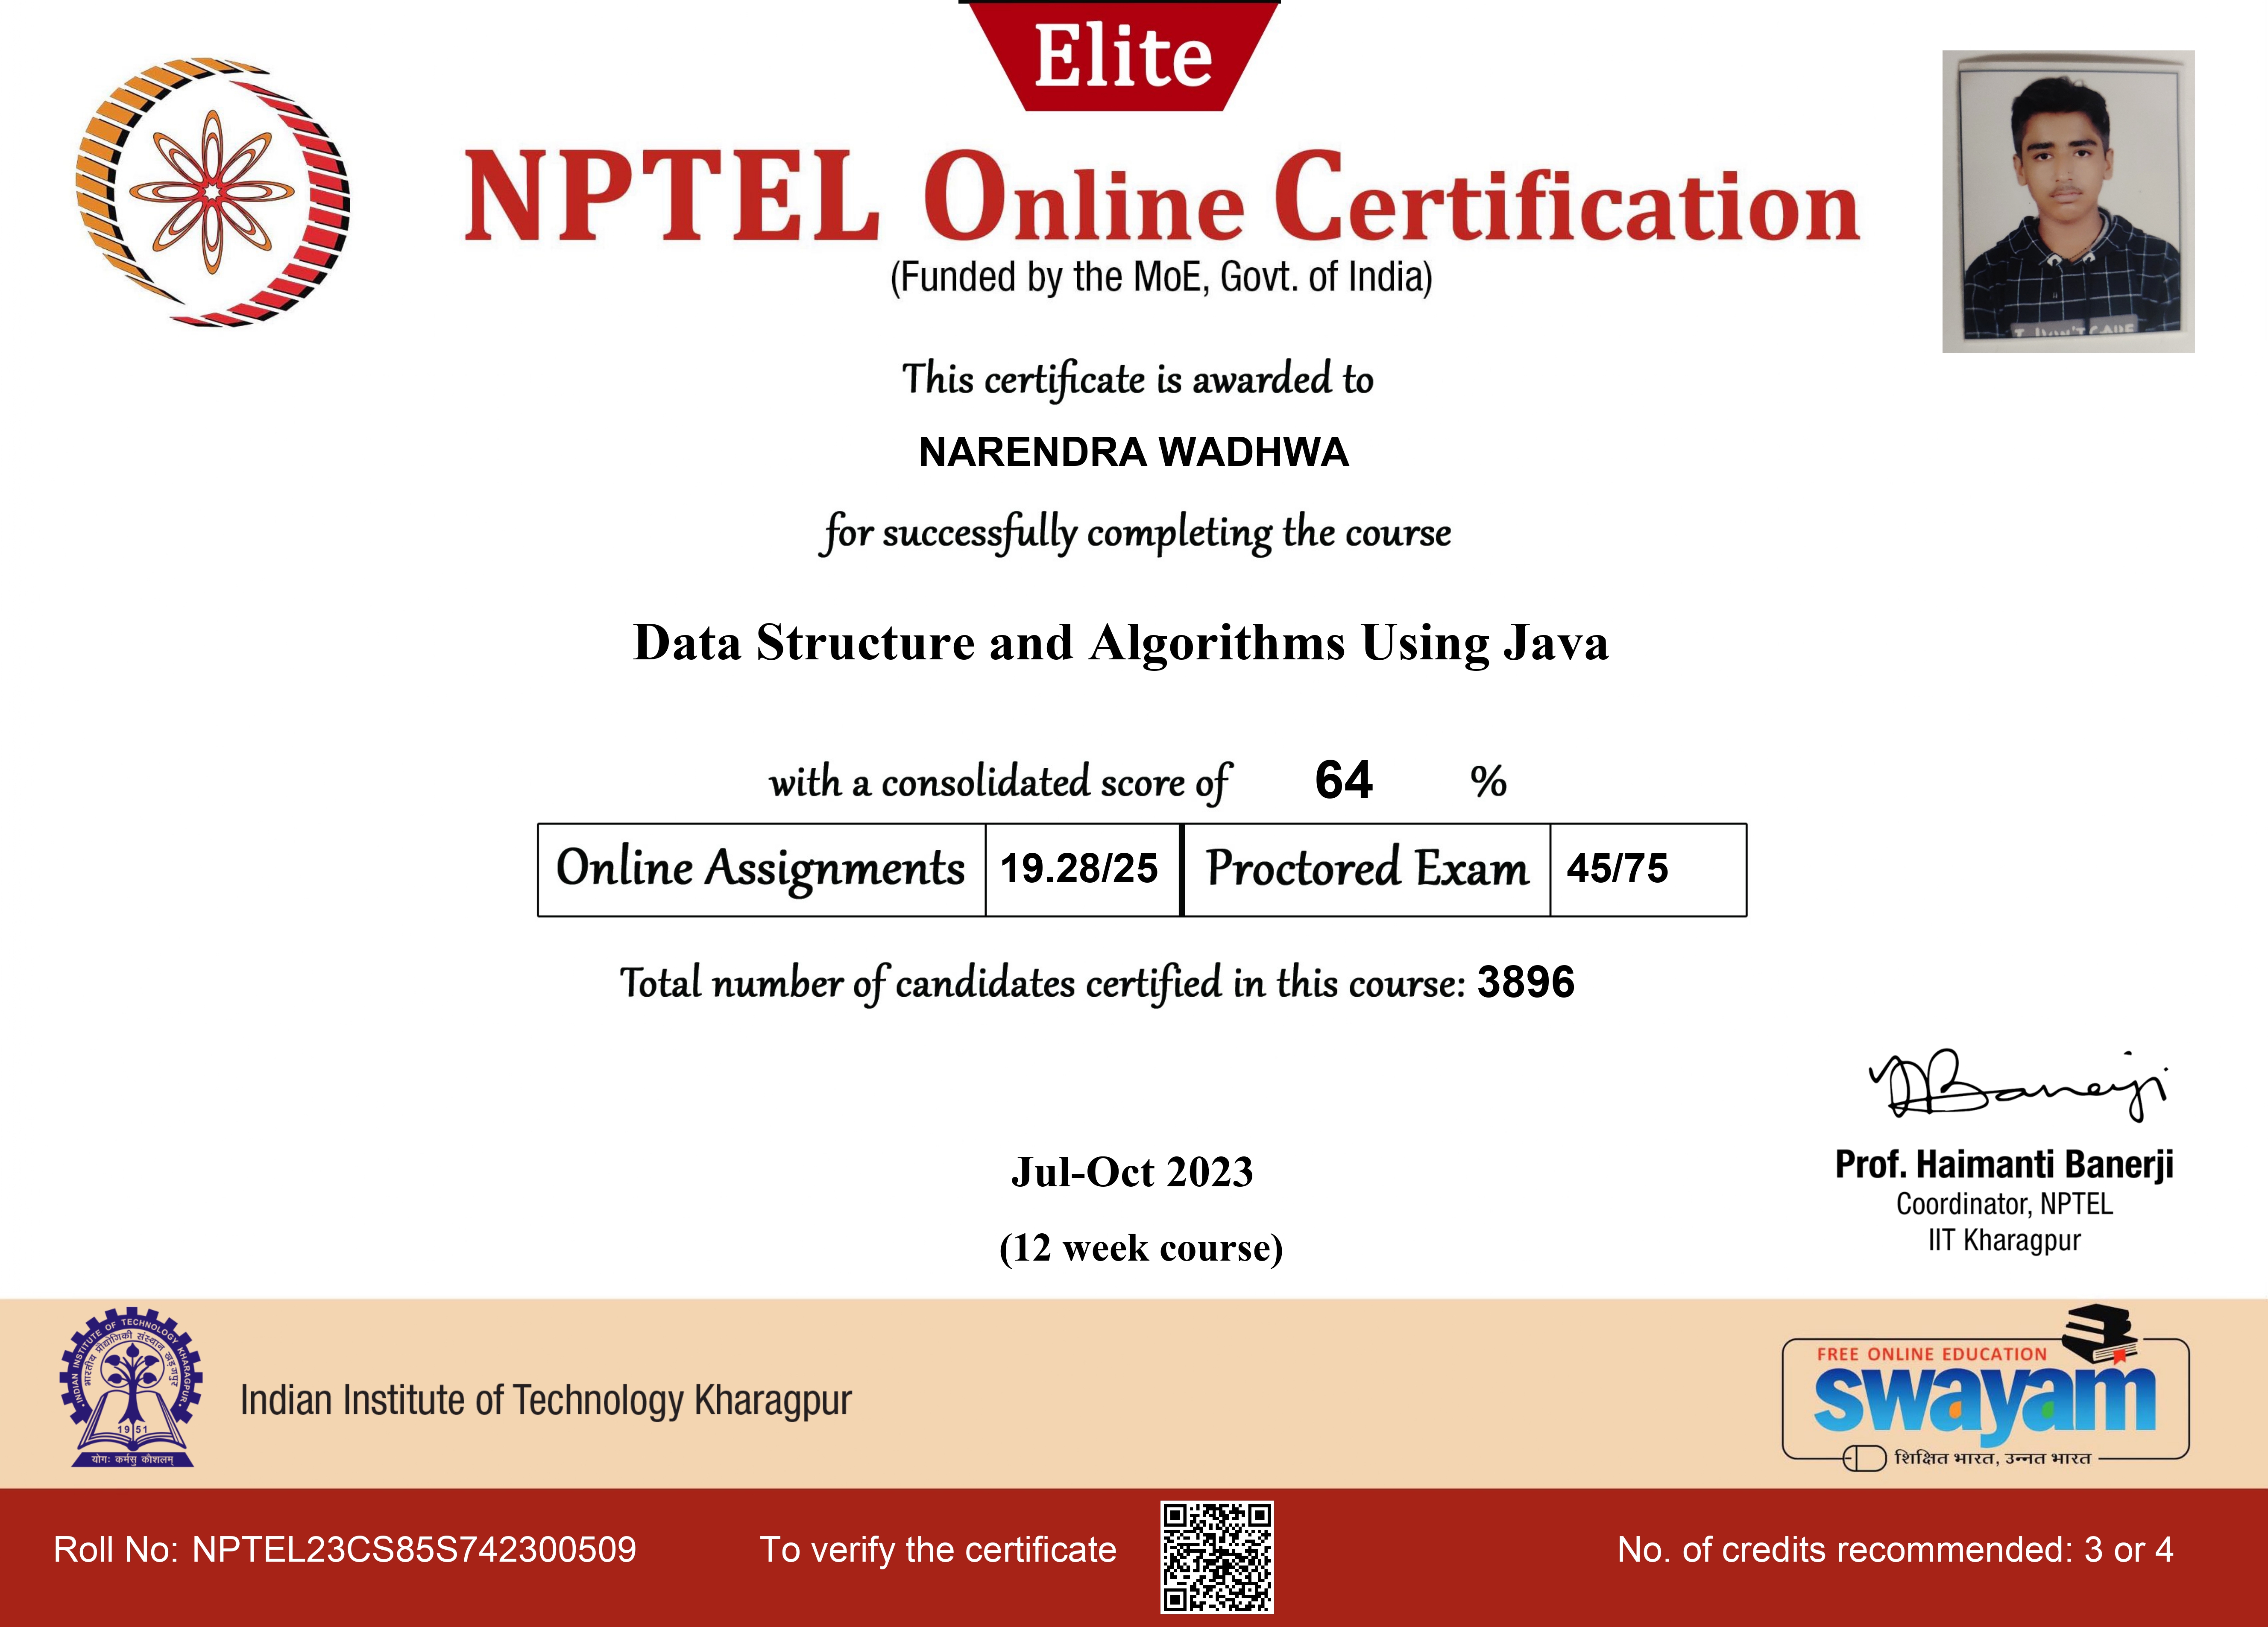 Elite
NPTEL Online Certification
(Funded by the MoE, Govt. of India)
This certificate is awarded to
NARENDRA WADHWA
for successfully completing the course
Data Structure and Algorithms Using Java
with a consolidated score of 64 %
Online Assignments 19.28/25 Proctored Exam 45/75
Total number of candidates certified in this course: 3896
Jul-Oct 2023
(12 week course)
Prof. Haimanti Banerji
Coordinator, NPTEL
IIT Kharagpur
INDIAN INSTITUTE OF TECHNOLOGY KHARAGPUR
भारतीय प्रौद्योगिकी संस्थान खड़गपुर
1951
योगः कर्मसु कौशलम्
Indian Institute of Technology Kharagpur
FREE ONLINE EDUCATION
swayam
शिक्षित भारत, उन्नत भारत
Roll No: NPTEL23CS85S742300509
To verify the certificate
No. of credits recommended: 3 or 4